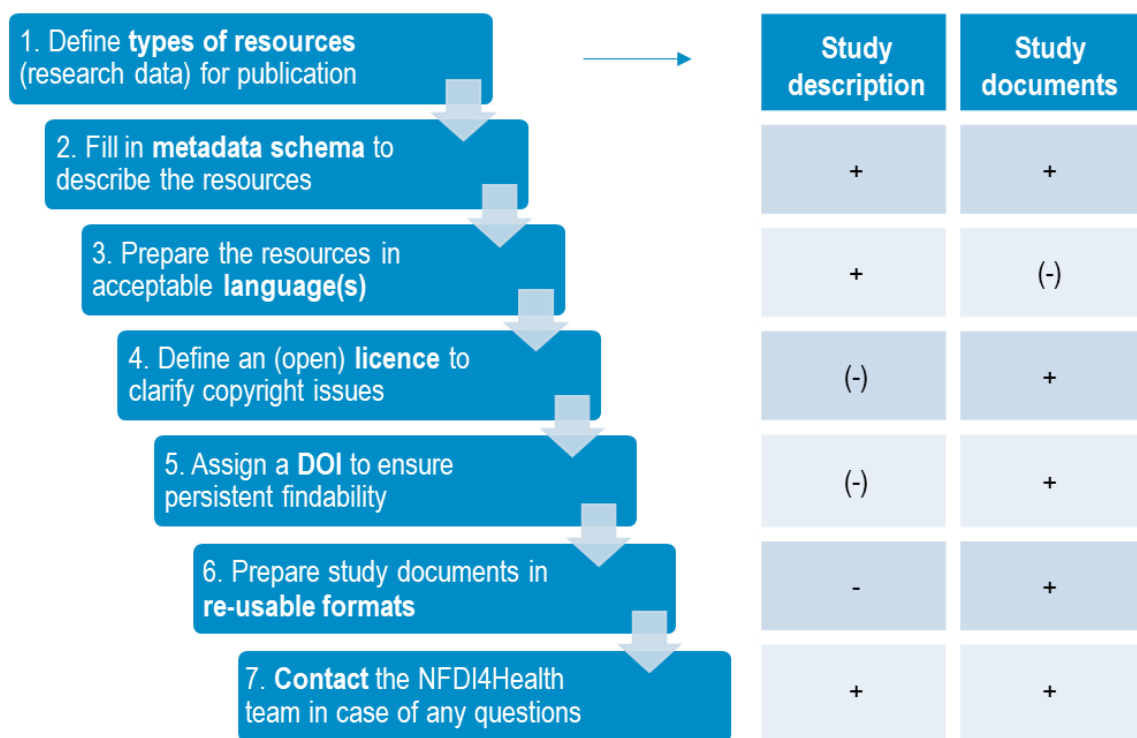 1. Define types of resources
(research data) for publication
Study
description
Study
documents
2. Fill in metadata schema to
describe the resources
+
+
3. Prepare the resources in
acceptable language(s)
+
(-)
4. Define an (open) licence to
clarify copyright issues
(-)
+
5. Assign a DOI to ensure
persistent findability
(-)
+
6. Prepare study documents in
re-usable formats
-
+
7. Contact the NFDI4Health
team in case of any questions
+
+